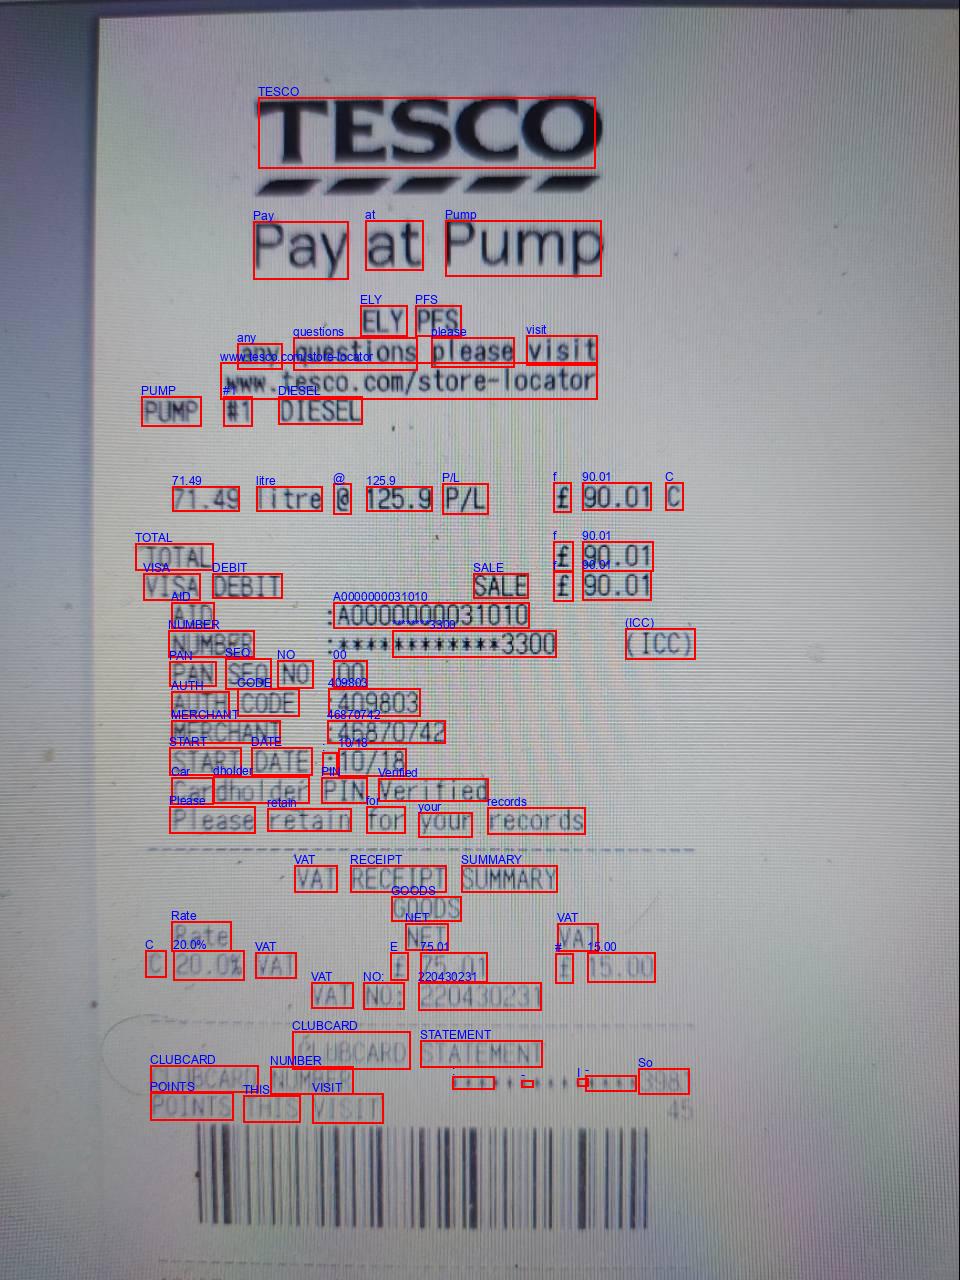 TESCO
Pay at Pump
ELY PFS
any questions please visit
www.tesco.com/store-locator
PUMP #1 DIESEL
71.49 litre @ 125.9 P/L £ 90.01 C
TOTAL £ 90.01
VISA DEBIT SALE £ 90.01
AID :A0000000031010
NUMBER :************3300 (ICC)
PAN SEQ NO :00
AUTH CODE :409803
MERCHANT :46870742
START DATE :10/18
Cardholder PIN Verified
Please retain for your records
VAT RECEIPT SUMMARY
GOODS
Rate NET VAT
C 20.0% VAT £ 75.01 £ 15.00
VAT NO: 220430231
CLUBCARD STATEMENT
CLUBCARD NUMBER
POINTS THIS VISIT 45